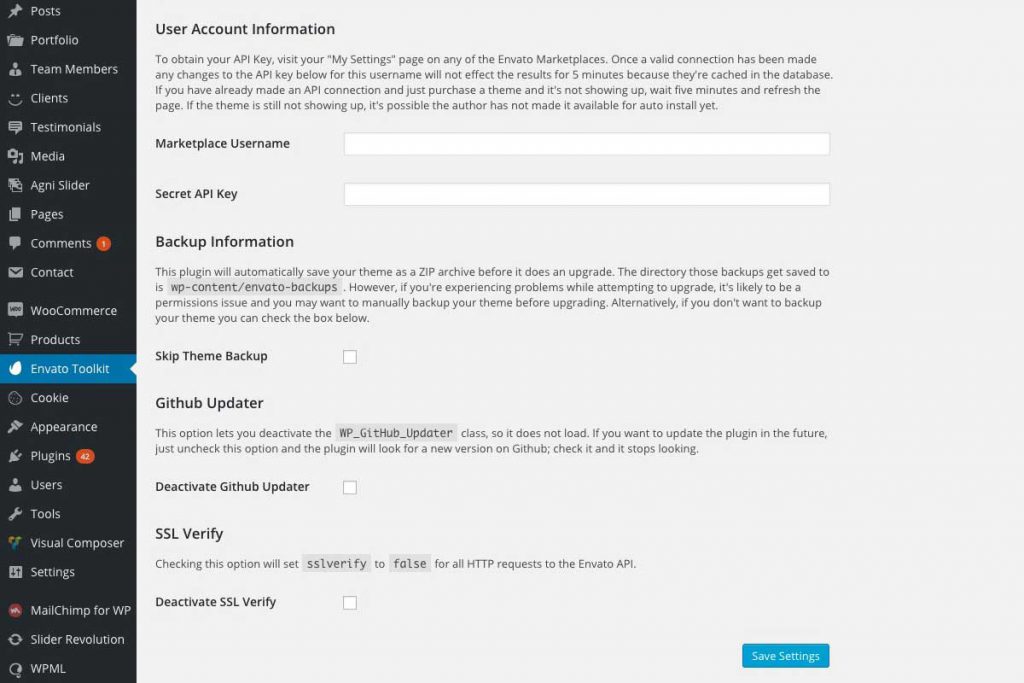 Posts
Portfolio
Team Members
Clients
Testimonials
Media
Agni Slider
Pages
Comments 1
Contact
WooCommerce
Products
Envato Toolkit
Cookie
Appearance
Plugins 42
Users
Tools
Visual Composer
Settings
MailChimp for WP
Slider Revolution
WPML
User Account Information
To obtain your API Key, visit your "My Settings" page on any of the Envato Marketplaces. Once a valid connection has been made
any changes to the API key below for this username will not effect the results for 5 minutes because they're cached in the database.
If you have already made an API connection and just purchase a theme and it's not showing up, wait five minutes and refresh the
page. If the theme is still not showing up, it's possible the author has not made it available for auto install yet.
Marketplace Username
Secret API Key
Backup Information
This plugin will automatically save your theme as a ZIP archive before it does an upgrade. The directory those backups get saved to
is wp-content/envato-backups . However, if you're experiencing problems while attempting to upgrade, it's likely to be a
permissions issue and you may want to manually backup your theme before upgrading. Alternatively, if you don't want to backup
your theme you can check the box below.
Skip Theme Backup
Github Updater
This option lets you deactivate the WP_GitHub_Updater class, so it does not load. If you want to update the plugin in the future,
just uncheck this option and the plugin will look for a new version on Github; check it and it stops looking.
Deactivate Github Updater
SSL Verify
Checking this option will set sslverify to false for all HTTP requests to the Envato API.
Deactivate SSL Verify
Save Settings